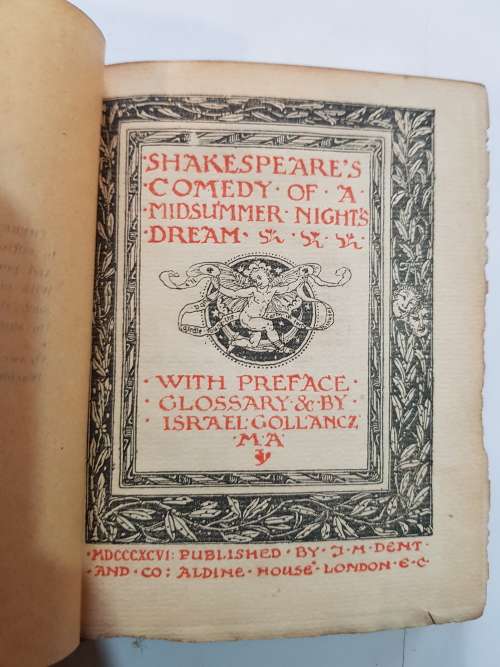 SHAKESPEARE'S
COMEDY · OF · A ·
MIDSUMMER · NIGHT'S
DREAM ·
· WITH · PREFACE ·
GLOSSARY · & · BY ·
ISRAEL · GOLLANCZ
· M · A ·
· MDCCCXCVI : PUBLISHED · BY · J · M · DENT ·
· AND · CO : ALDINE · HOUSE · LONDON · E · C ·